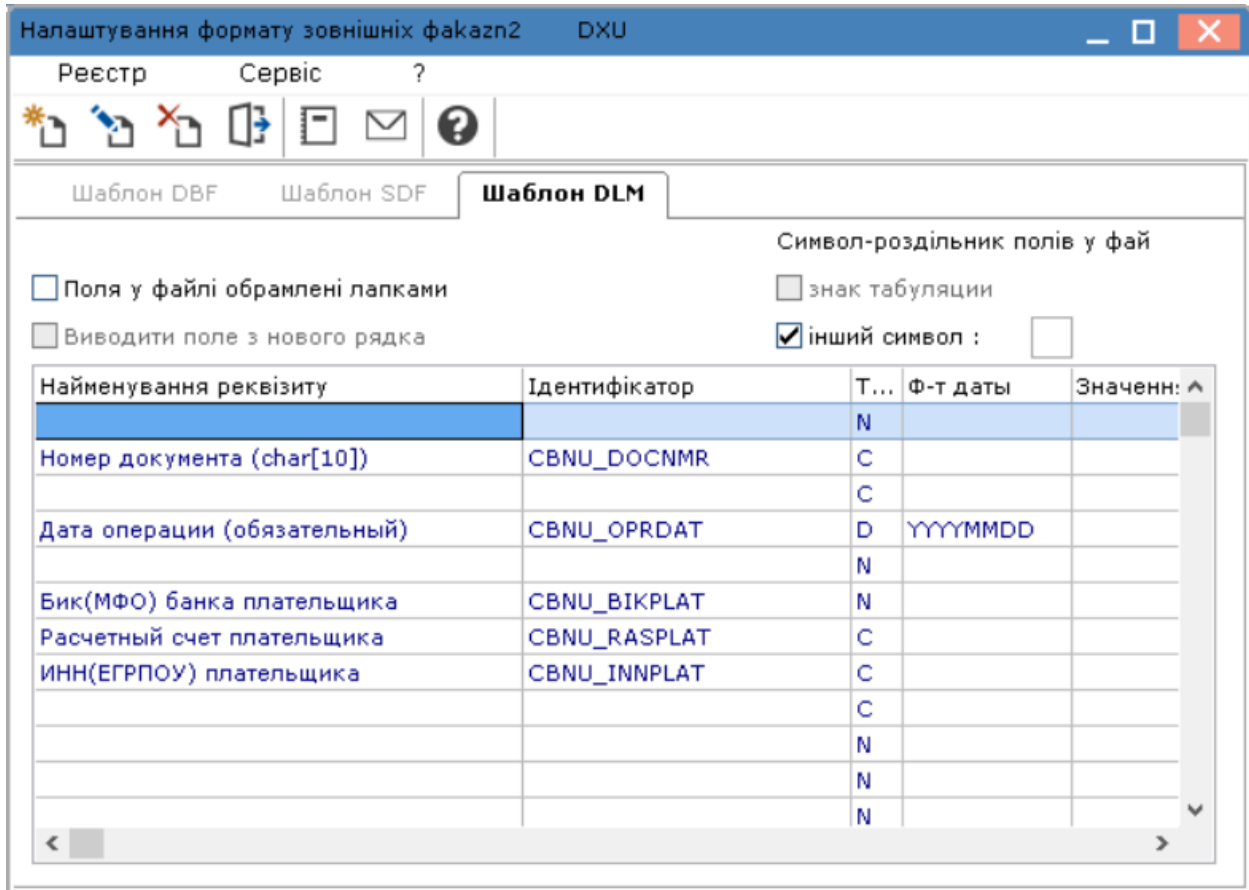 Налаштування формату зовнішніх фakazn2 DXU
Реєстр Сервіс ?
Шаблон DBF Шаблон SDF Шаблон DLM
Символ-роздільник полів у фай
Поля у файлі обрамлені лапками знак табуляции
Виводити поле з нового рядка інший символ :
Найменування реквізиту Ідентифікатор Т... Ф-т даты Значення
N
Номер документа (char[10]) CBNU_DOCNMR C
C
Дата операции (обязательный) CBNU_OPRDAT D YYYYMMDD
N
Бик(МФО) банка плательщика CBNU_BIKPLAT N
Расчетный счет плательщика CBNU_RASPLAT C
ИНН(ЕГРПОУ) плательщика CBNU_INNPLAT C
C
N
N
N